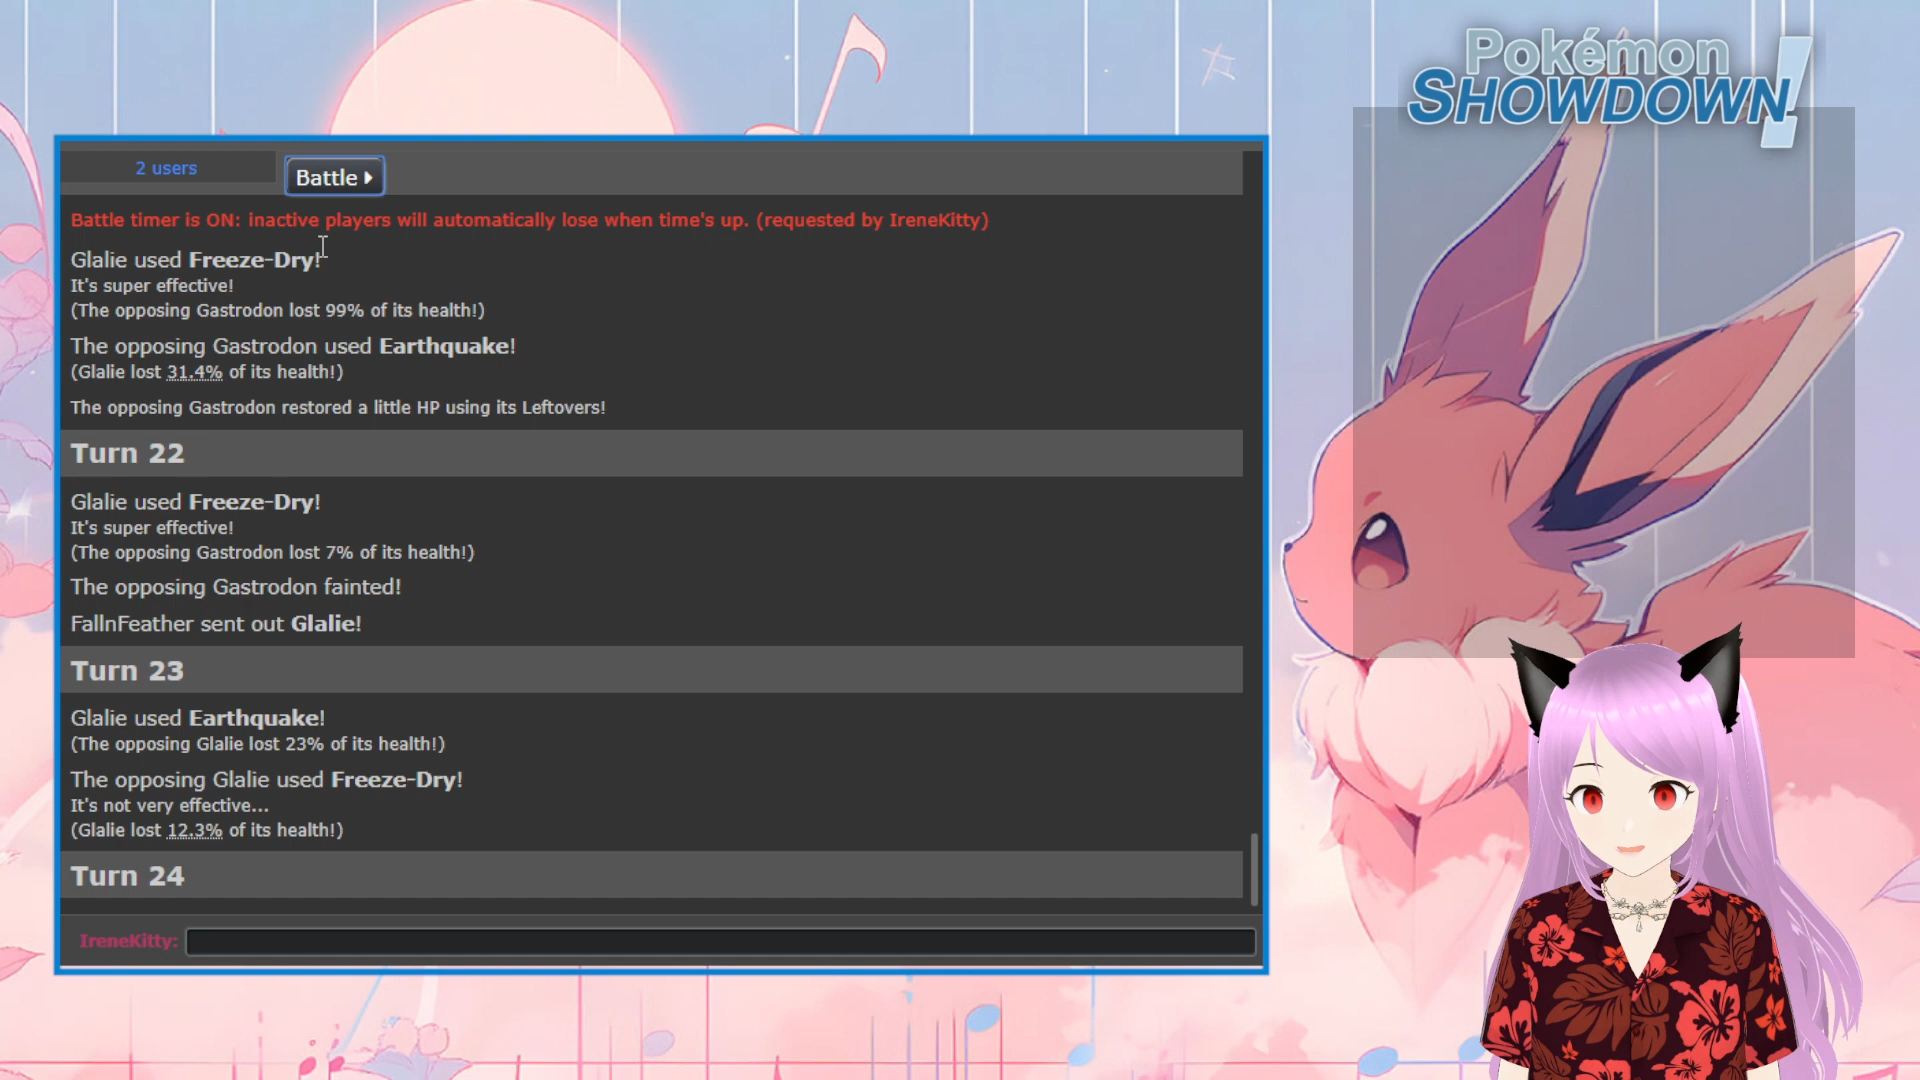 Pokémon
SHOWDOWN!
2 users
Battle
Battle timer is ON: inactive players will automatically lose when time's up. (requested by IreneKitty)
Glalie used Freeze-Dry!
It's super effective!
(The opposing Gastrodon lost 99% of its health!)
The opposing Gastrodon used Earthquake!
(Glalie lost 31.4% of its health!)
The opposing Gastrodon restored a little HP using its Leftovers!
Turn 22
Glalie used Freeze-Dry!
It's super effective!
(The opposing Gastrodon lost 7% of its health!)
The opposing Gastrodon fainted!
FallnFeather sent out Glalie!
Turn 23
Glalie used Earthquake!
(The opposing Glalie lost 23% of its health!)
The opposing Glalie used Freeze-Dry!
It's not very effective...
(Glalie lost 12.3% of its health!)
Turn 24
IreneKitty: